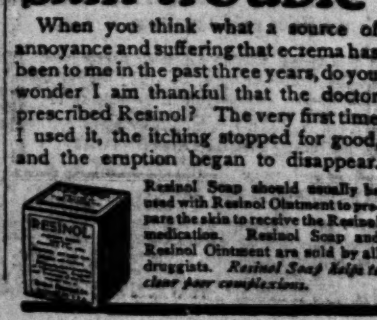 When you think what a source of
annoyance and suffering that eczema has
been to me in the past three years, do you
wonder I am thankful that the doctor
prescribed Resinol? The very first time
I used it, the itching stopped for good,
and the eruption began to disappear.
Resinol Soap should usually be
used with Resinol Ointment to pre-
pare the skin to receive the Resinol
medication. Resinol Soap and
Resinol Ointment are sold by all
druggists. Resinol Soap helps to
clear poor complexions.
RESINOL